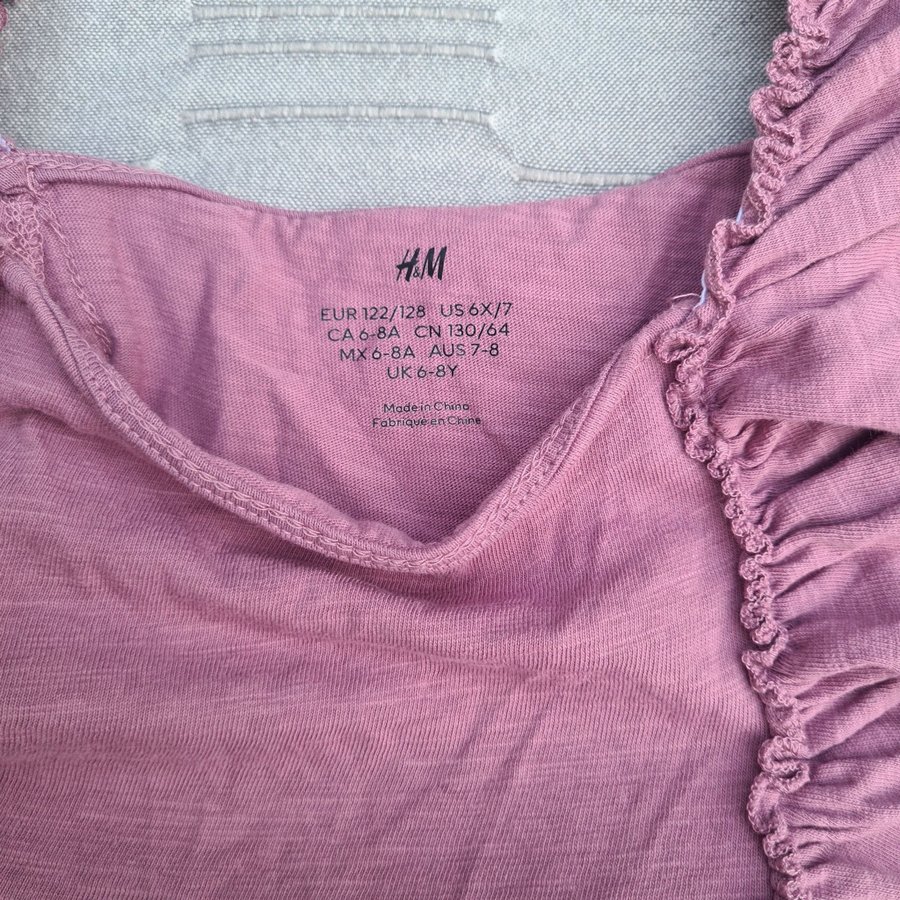 H&M
EUR 122/128 US 6X/7
CA 6-8A CN 130/64
MX 6-8A AUS 7-8
UK 6-8Y
Made in China
Fabriqué en Chine